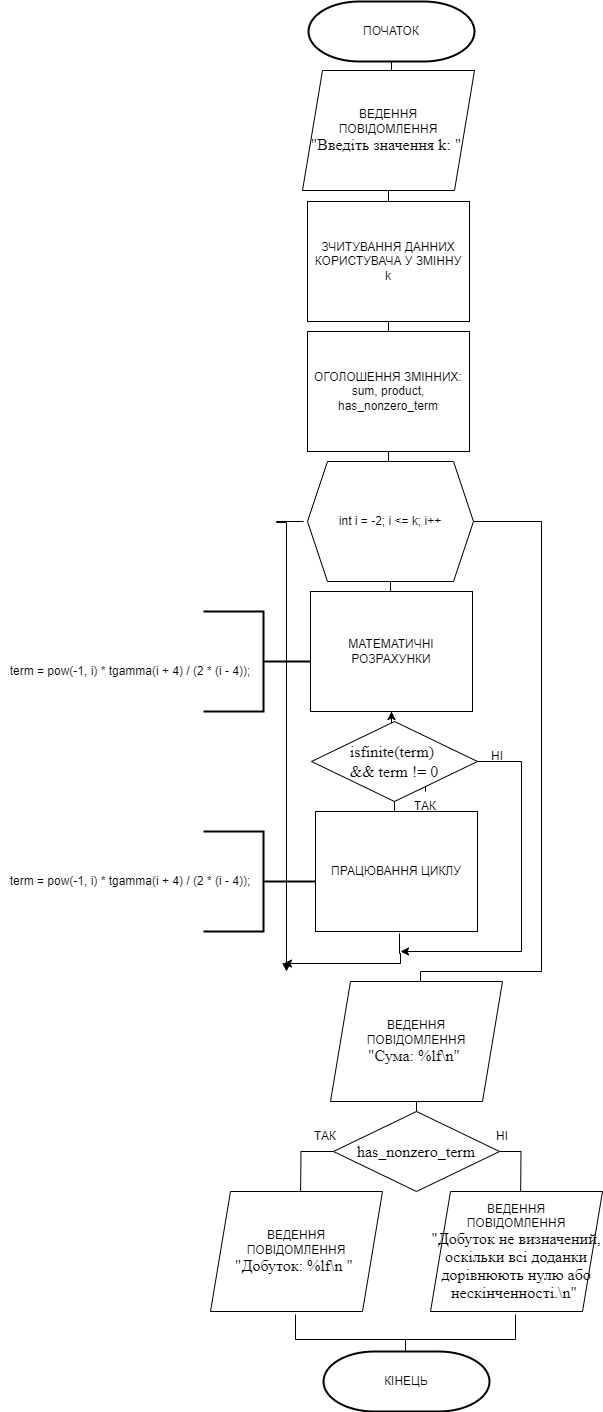 ПОЧАТОК
ВЕДЕННЯ
ПОВІДОМЛЕННЯ
"Введіть значення k: "
ЗЧИТУВАННЯ ДАННИХ
КОРИСТУВАЧА У ЗМІННУ
k
ОГОЛОШЕННЯ ЗМІННИХ:
sum, product,
has_nonzero_term
int i = -2; i <= k; i++
МАТЕМАТИЧНІ
РОЗРАХУНКИ
term = pow(-1, i) * tgamma(i + 4) / (2 * (i - 4));
isfinite(term)
&& term != 0
НІ
ТАК
ПРАЦЮВАННЯ ЦИКЛУ
term = pow(-1, i) * tgamma(i + 4) / (2 * (i - 4));
ВЕДЕННЯ
ПОВІДОМЛЕННЯ
"Сума: %lf\n"
ТАК
has_nonzero_term
НІ
ВЕДЕННЯ
ПОВІДОМЛЕННЯ
"Добуток: %lf\n "
ВЕДЕННЯ
ПОВІДОМЛЕННЯ
"Добуток не визначений,
оскільки всі доданки
дорівнюють нулю або
нескінченності.\n"
КІНЕЦЬ